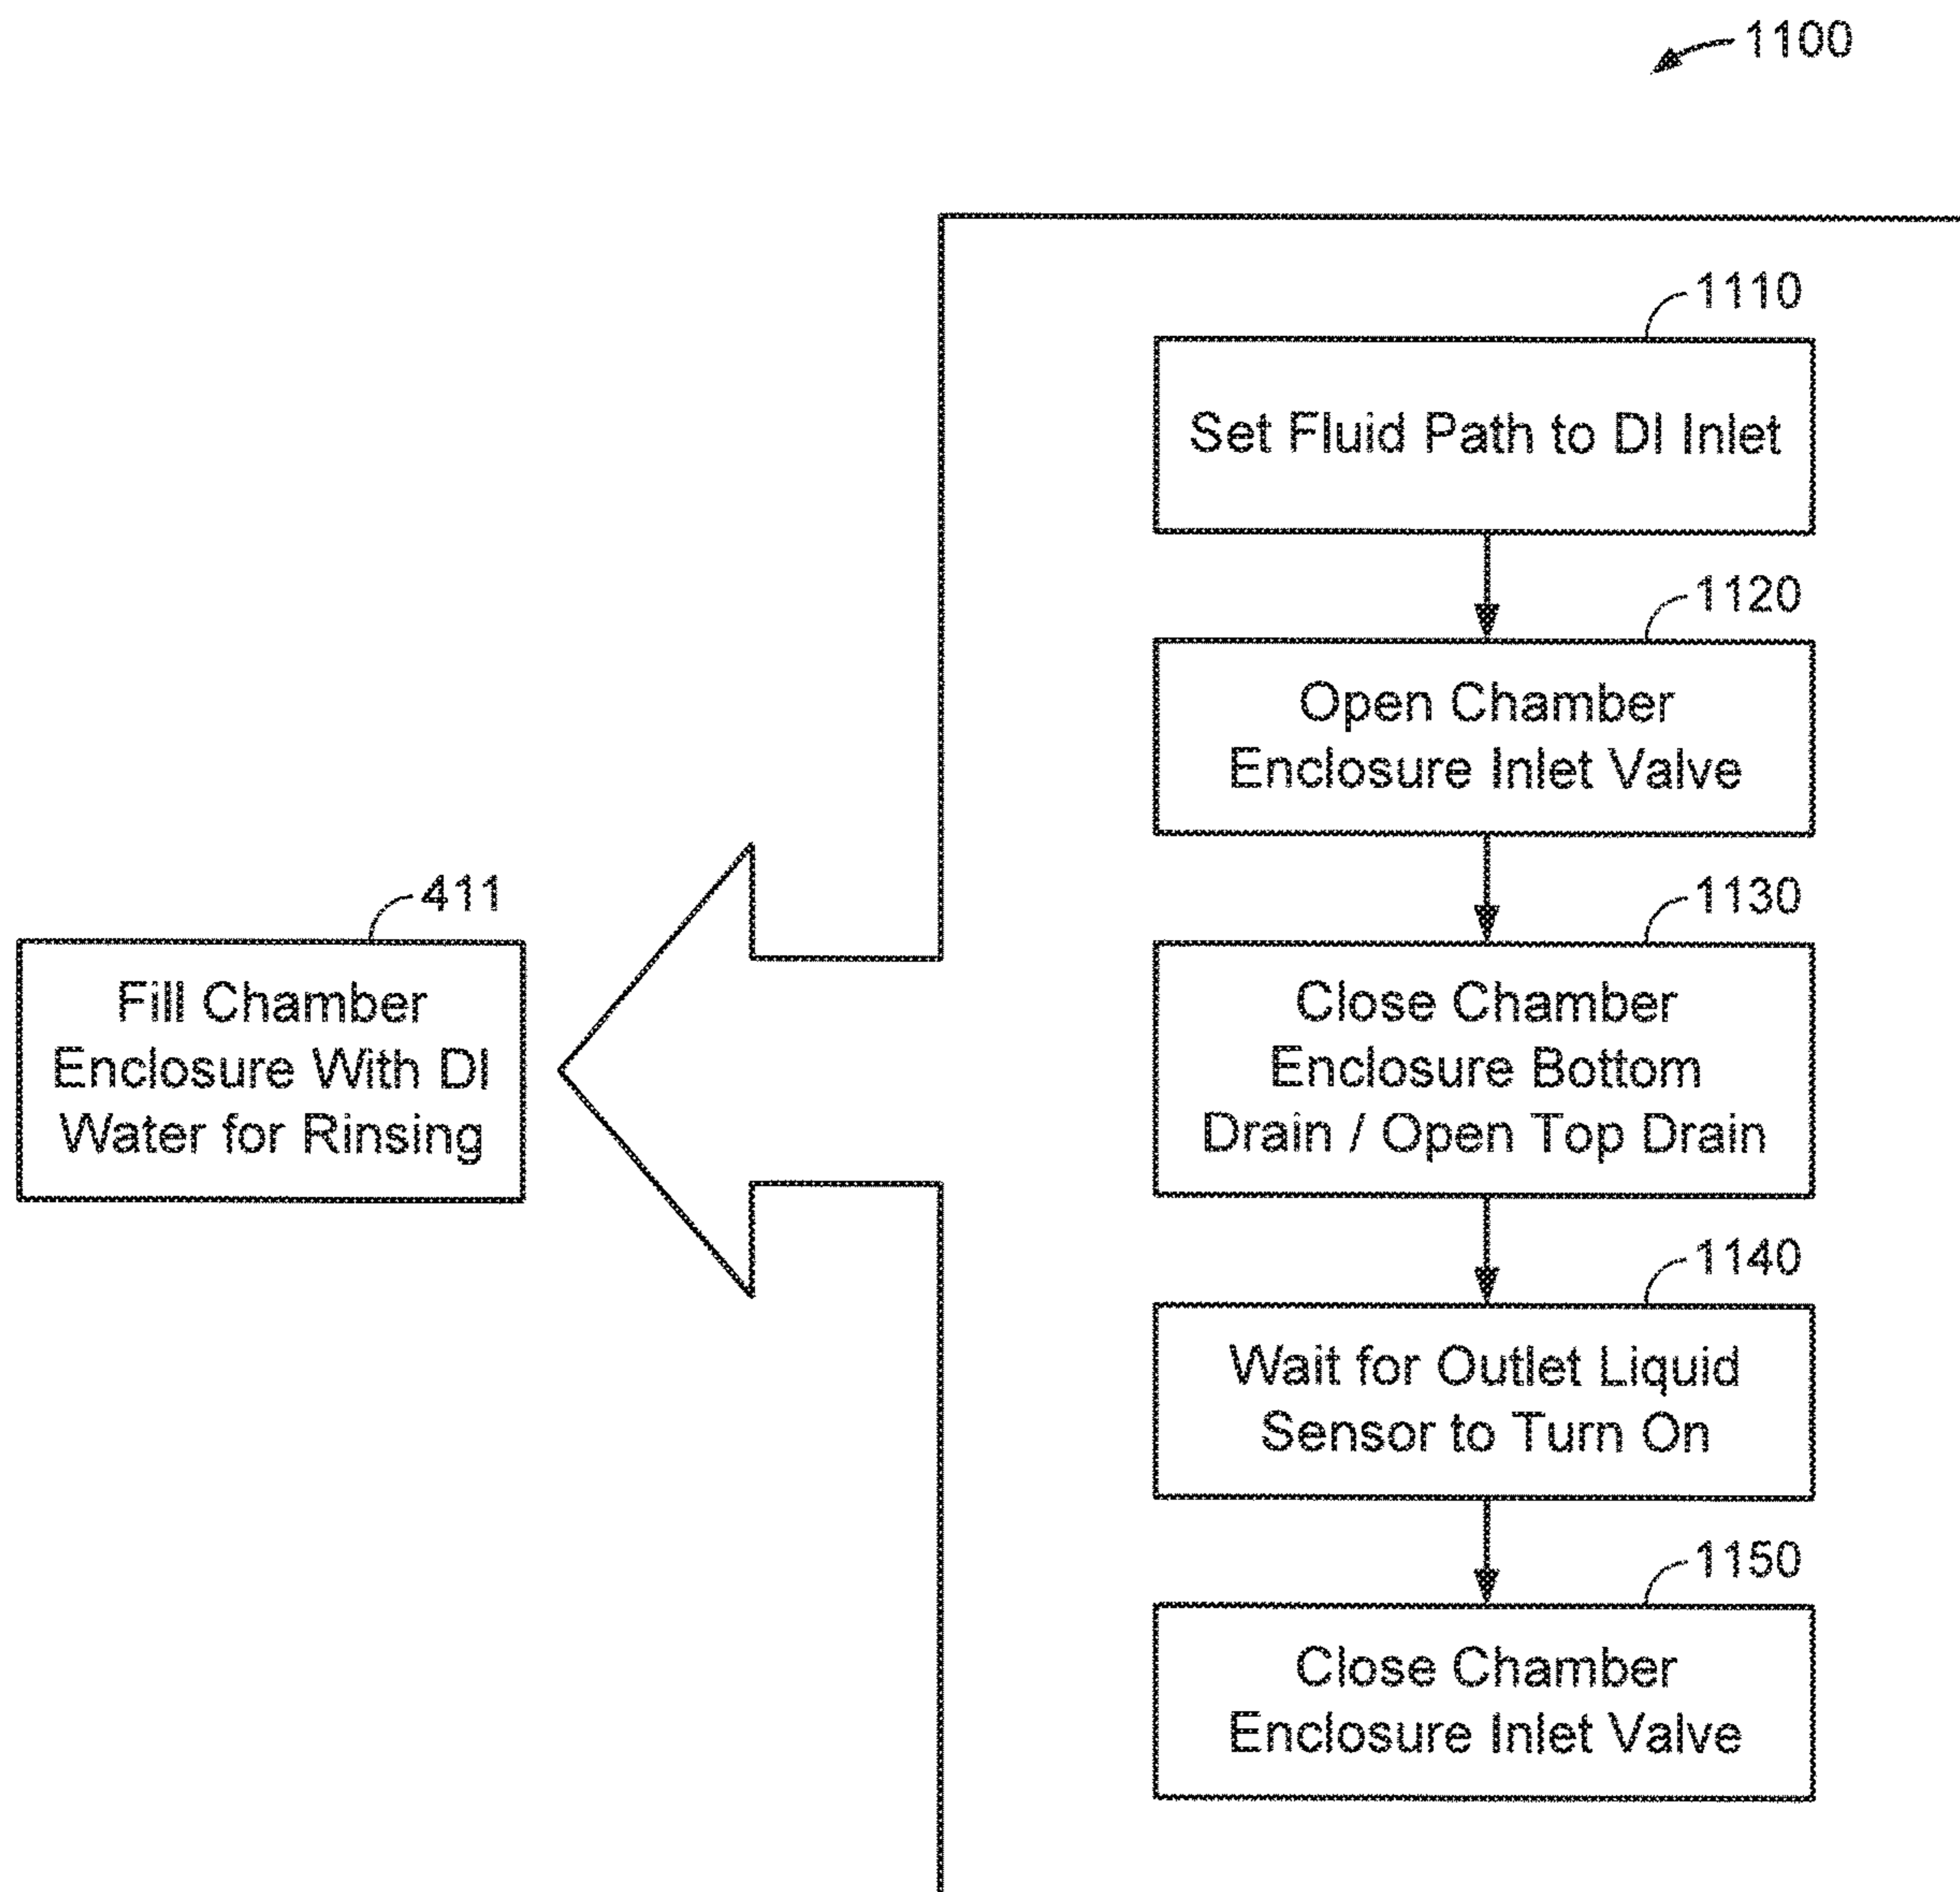 1100
411
Fill Chamber
Enclosure With DI
Water for Rinsing
1110
Set Fluid Path to DI Inlet
1120
Open Chamber
Enclosure Inlet Valve
1130
Close Chamber
Enclosure Bottom
Drain / Open Top Drain
1140
Wait for Outlet Liquid
Sensor to Turn On
1150
Close Chamber
Enclosure Inlet Valve